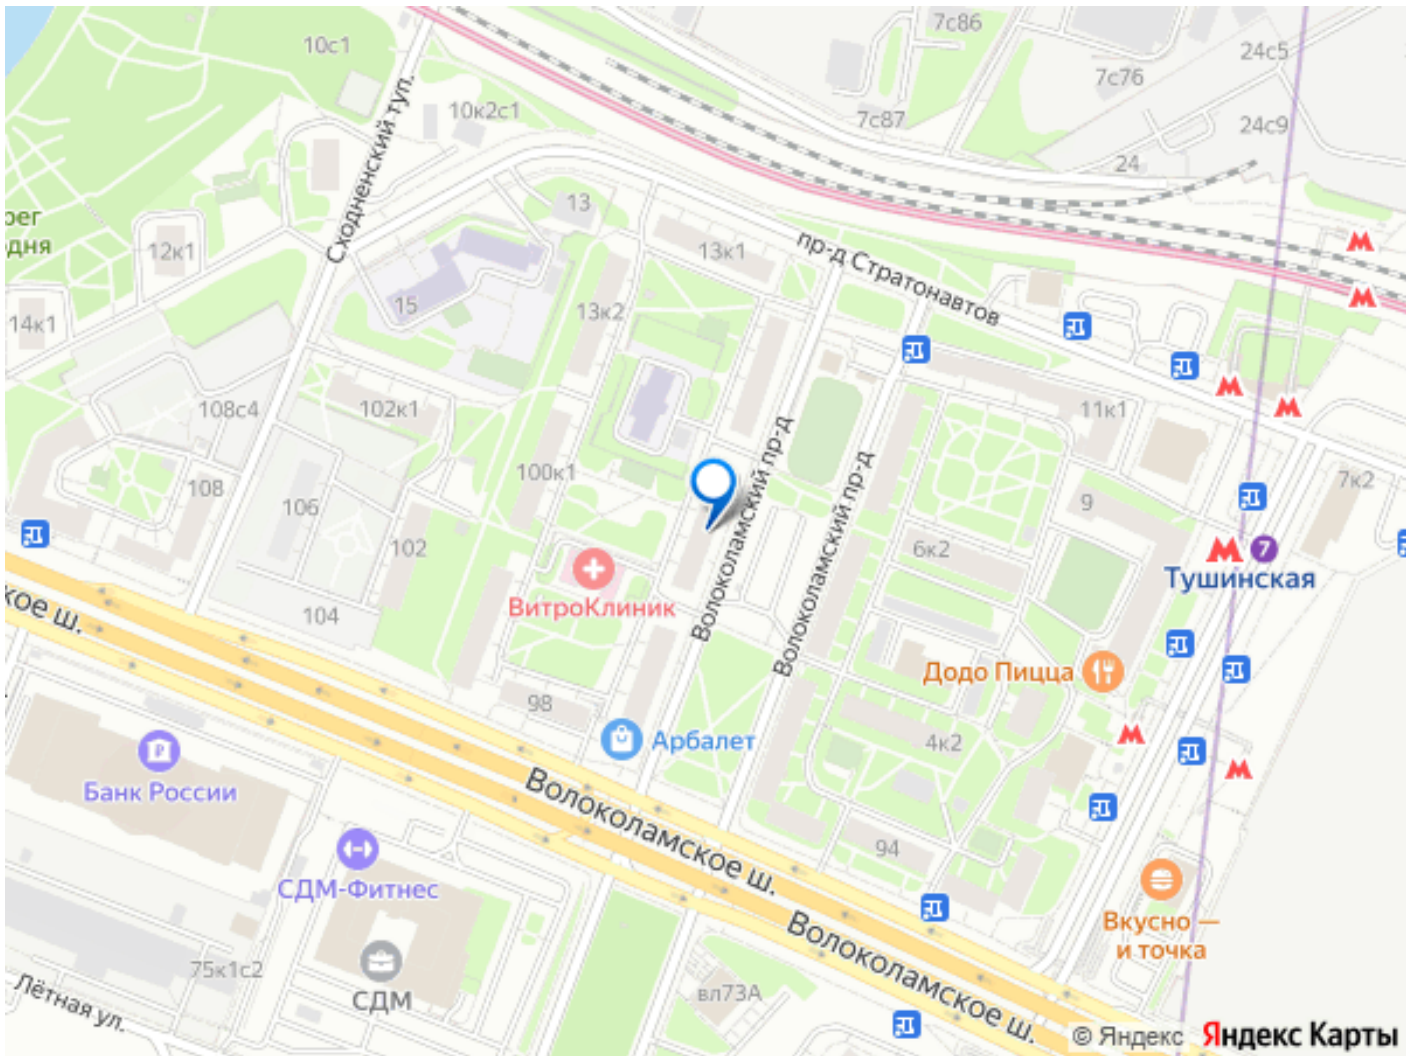 10с1
7с86
24с5
7с76
Сходненский туп.
10к2с1
7с87
24с9
24
рег
дня
12к1
13
13к1
пр-д Стратонавтов
15
13к2
14к1
108с4
102к1
11к1
Волоколамский пр-д
Волоколамский пр-д
100к1
108
106
102
104
9
7к2
6к2
7
Тушинская
ВитроКлиник
кое ш.
Додо Пицца
98
Арбалет
4к2
Банк России
Волоколамское ш.
94
СДМ-Фитнес
Волоколамское ш.
Вкусно —
и точка
75к1с2
СДМ
вл73А
Лётная ул.
© Яндекс Яндекс Карты